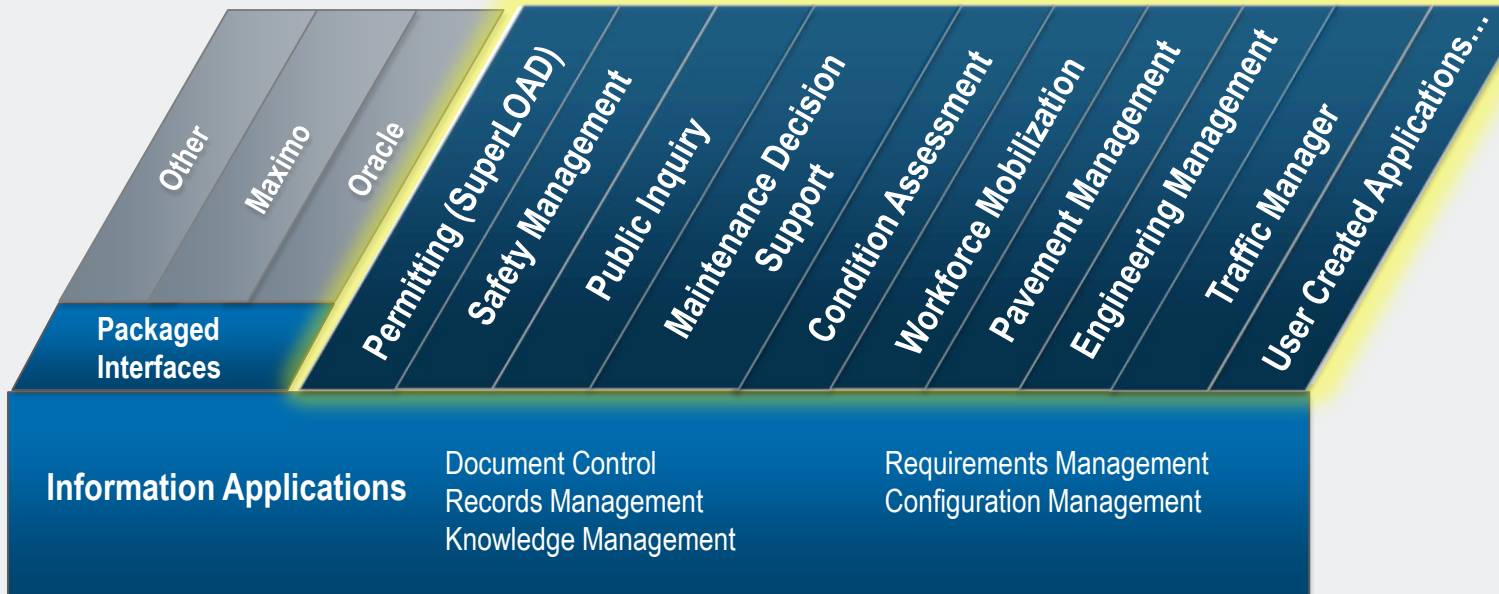 Other
Maximo
Oracle
Permitting (SuperLOAD)
Safety Management
Public Inquiry
Maintenance Decision
Support
Condition Assessment
Workforce Mobilization
Pavement Management
Engineering Management
Traffic Manager
User Created Applications...
Packaged
Interfaces
Information Applications
Document Control
Records Management
Knowledge Management
Requirements Management
Configuration Management